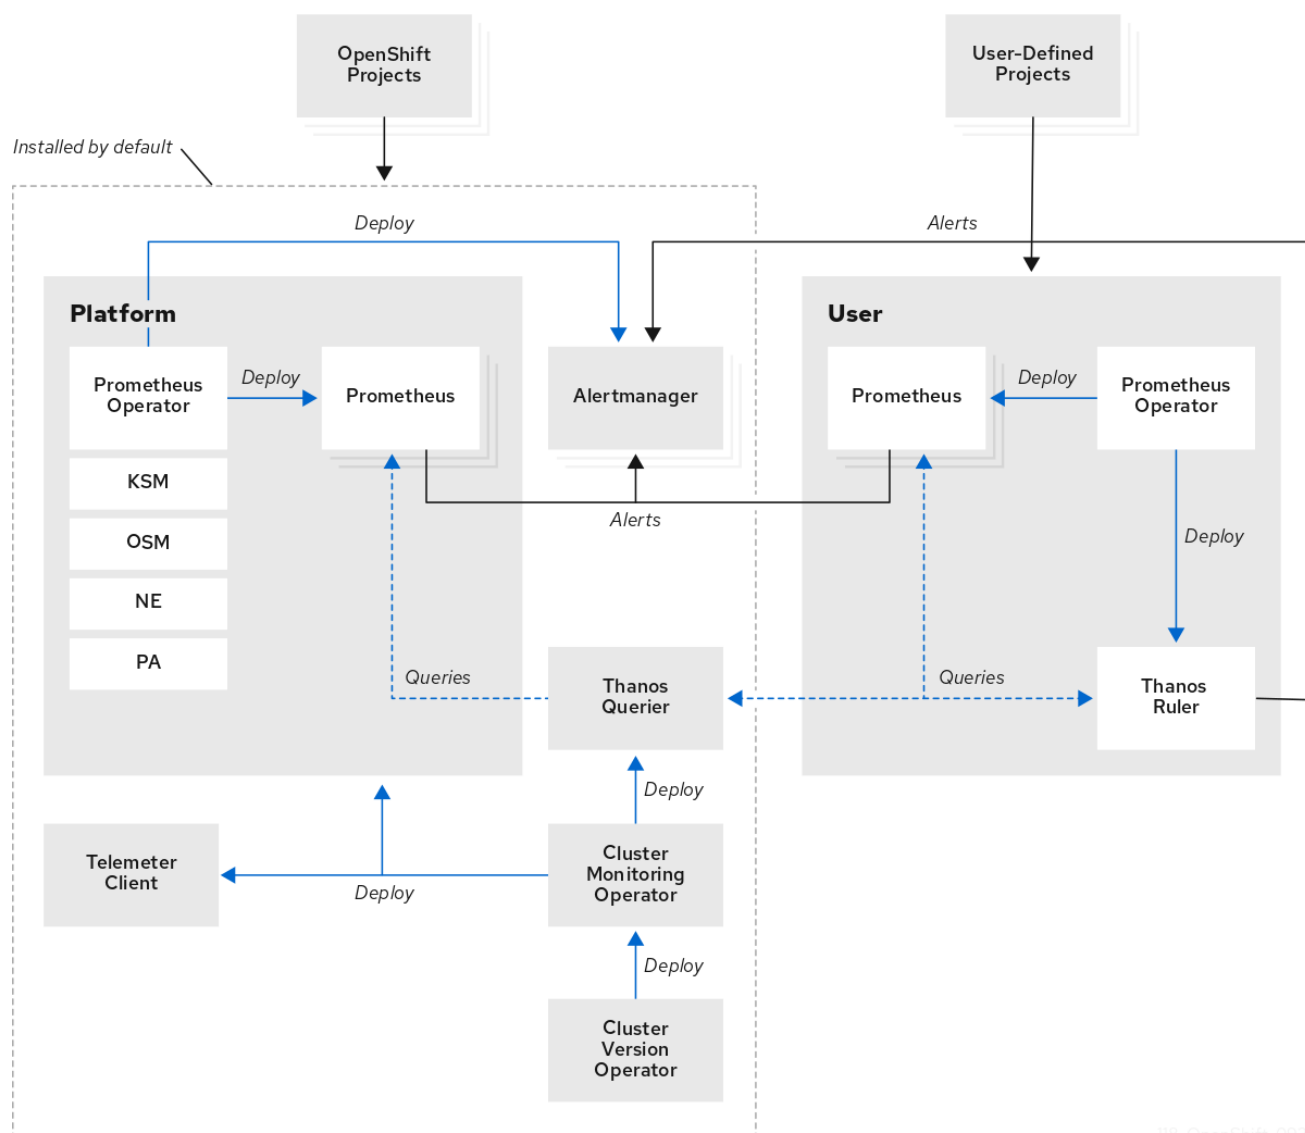 OpenShift
Projects
User-Defined
Projects
Installed by default
Deploy
Alerts
Platform
User
Prometheus
Operator
Deploy
Prometheus
Alertmanager
Prometheus
Deploy
Prometheus
Operator
KSM
OSM
NE
PA
Alerts
Deploy
Queries
Thanos
Querier
Queries
Thanos
Ruler
Deploy
Telemeter
Client
Deploy
Cluster
Monitoring
Operator
Deploy
Cluster
Version
Operator